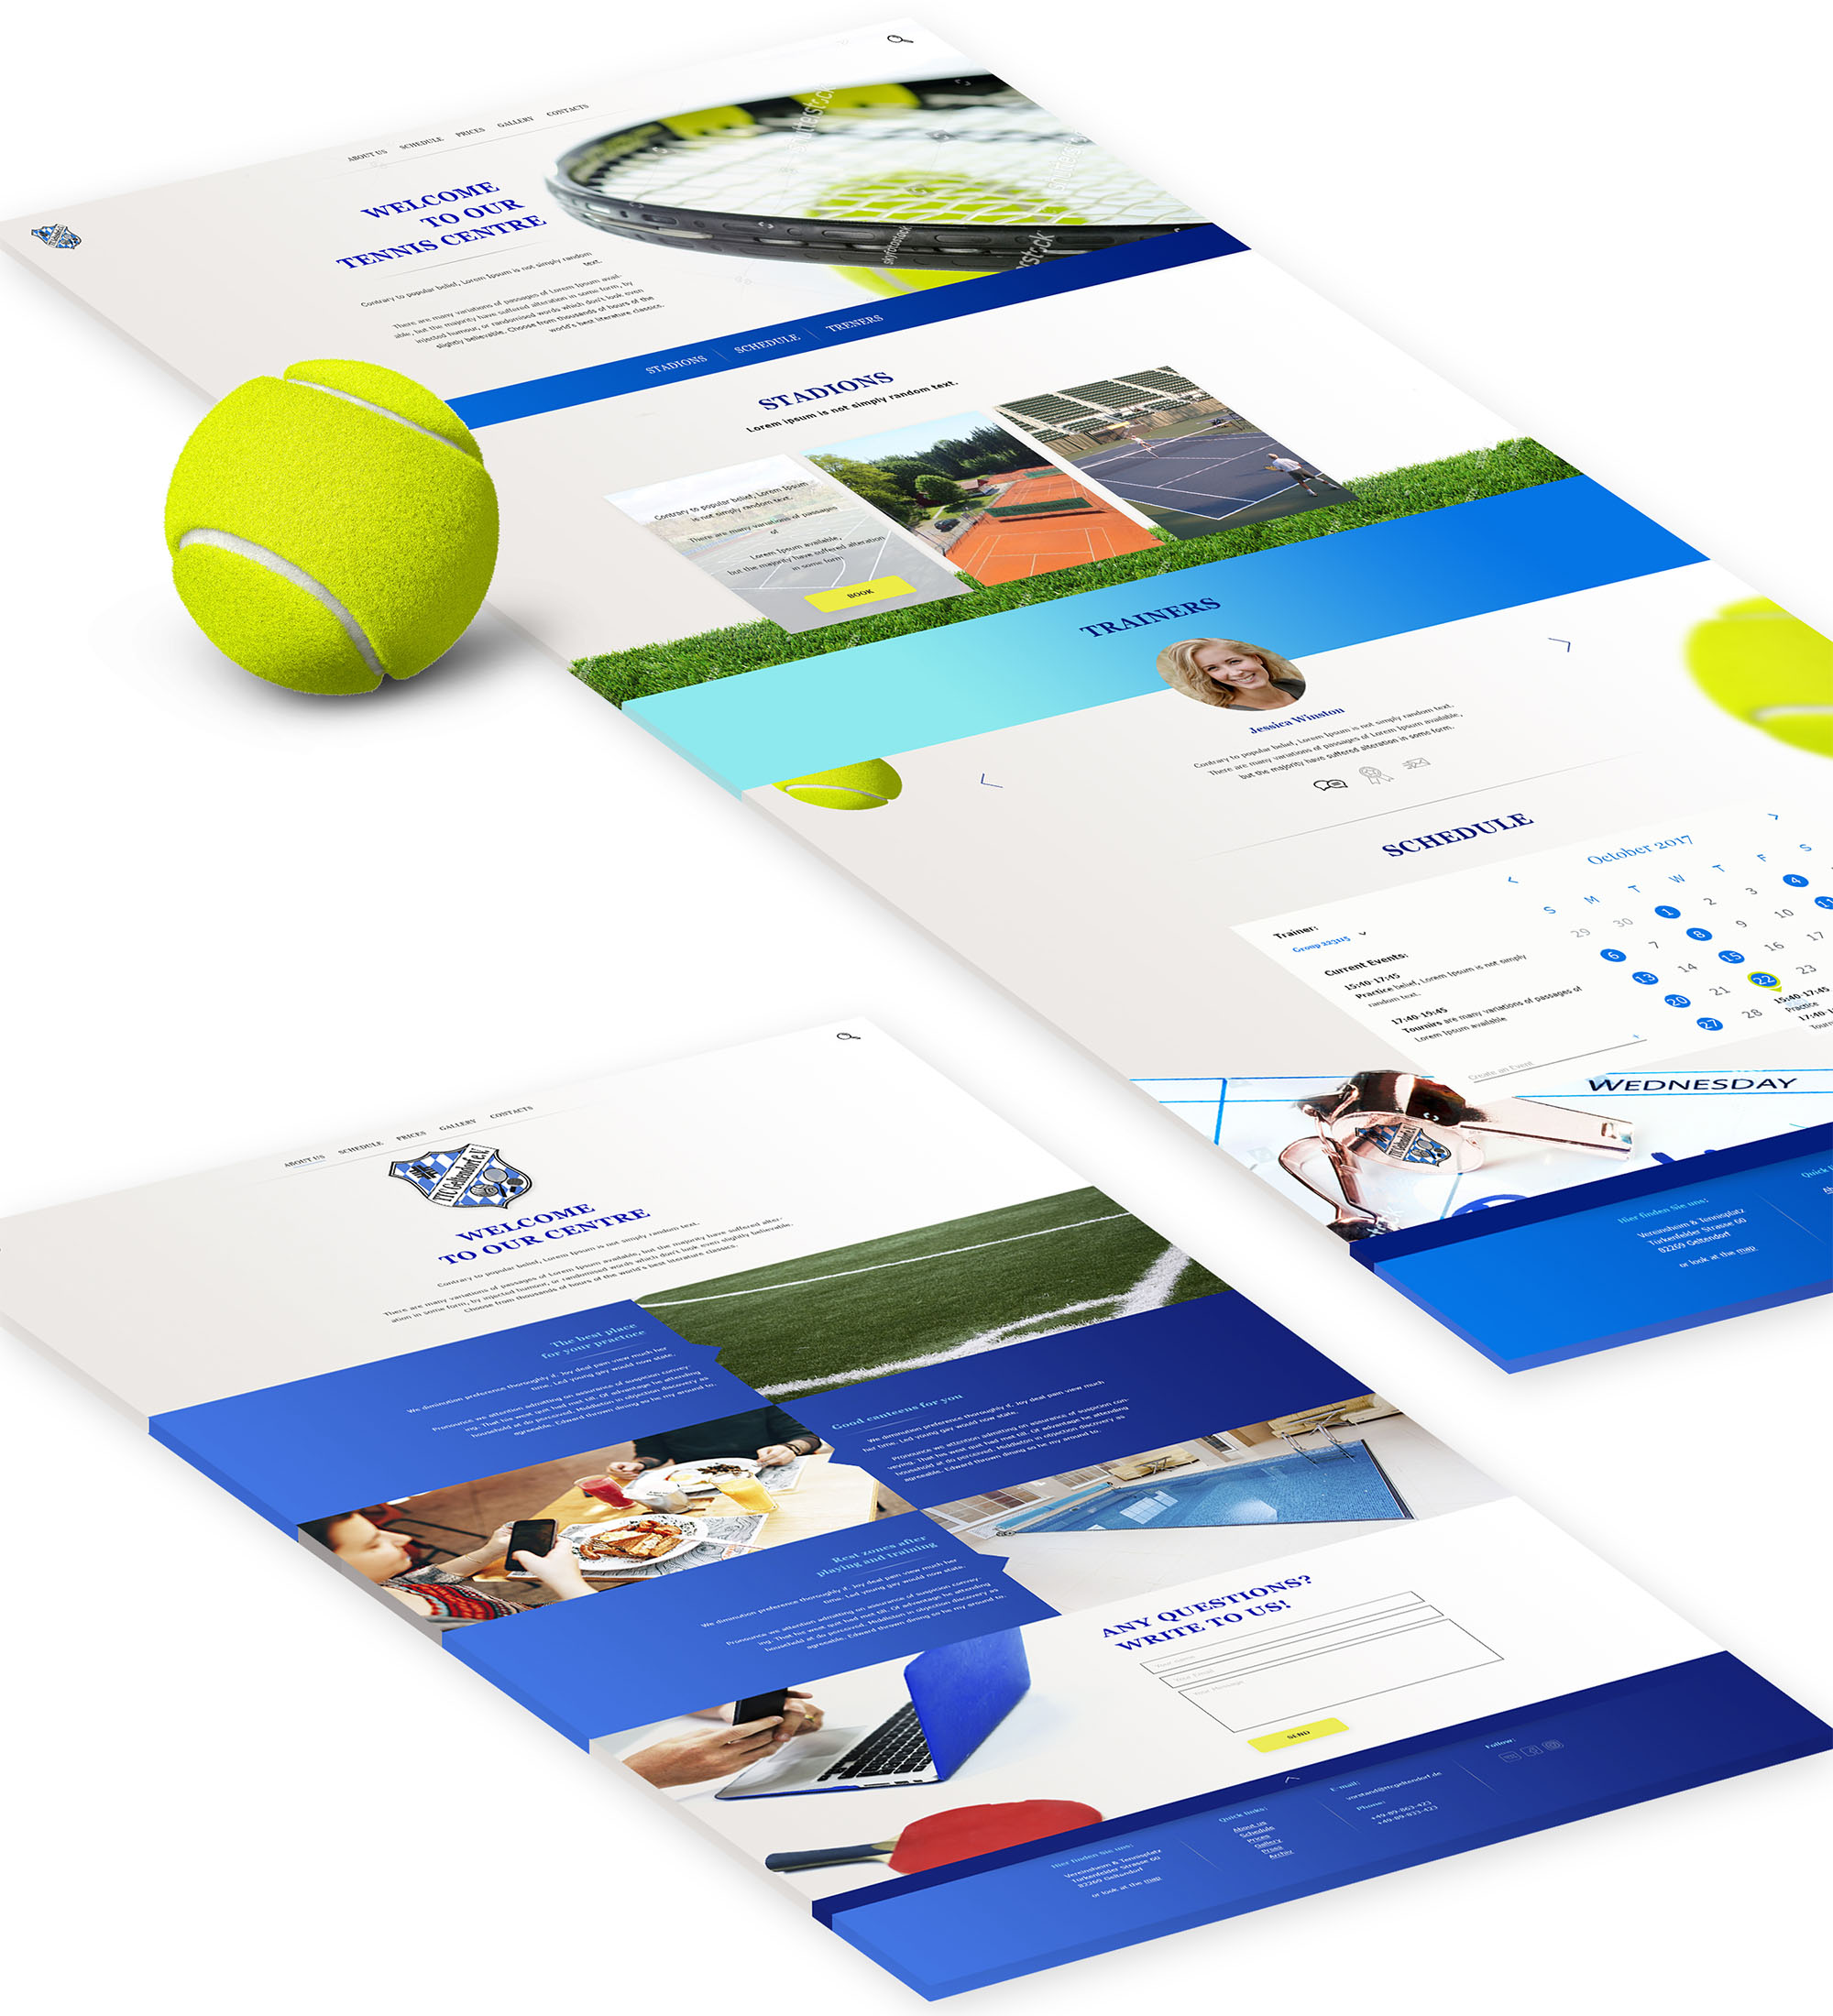 ABOUT US SCHEDULE PRICES GALLERY CONTACTS
WELCOME
TO OUR
TENNIS CENTRE
Contrary to popular belief, Lorem Ipsum is not simply random
text.
There are many variations of passages of Lorem Ipsum avail-
able, but the majority have suffered alteration in some form, by
injected humour, or randomised words which don't look even
slightly believable. Choose from thousands of hours of the
world's best literature classics.
shutterstock
STADIONS SCHEDULE TRENERS
STADIONS
Lorem Ipsum is not simply random text.
Contrary to popular belief, Lorem Ipsum
is not simply random text.
There are many variations of passages
of
Lorem Ipsum available,
but the majority have suffered alteration
in some form
BOOK
TRAINERS
Jessica Winston
Contrary to popular belief, Lorem Ipsum is not simply random text.
There are many variations of passages of Lorem Ipsum available,
but the majority have suffered alteration in some form.
SCHEDULE
Trainer:
Group 223115
Current Events:
15:40-17:45
Practice belief, Lorem Ipsum is not simply
random text.
17:40-19:45
Tournirs are many variations of passages of
Lorem Ipsum available
Create an Event
+
October 2017
S M T W T F S
29 30 1 2 3 4
6 7 8 9 10 11
13 14 15 16 17
20 21 22 23
27 28
15:40-17:45
Practice
WEDNESDAY
TTC Geltendorf e.V.
Hier finden Sie uns:
Vereinsheim & Tennisplatz
Türkenfelder Strasse 60
82269 Geltendorf
or look at the map
ABOUT US SCHEDULE PRICES GALLERY CONTACTS
TTC Geltendorf e.V.
WELCOME
TO OUR CENTRE
Contrary to popular belief, Lorem Ipsum is not simply random text.
There are many variations of passages of Lorem Ipsum available, but the majority have suffered alter-
ation in some form, by injected humour, or randomised words which don't look even slightly believable.
Choose from thousands of hours of the world's best literature classics.
The best place
for your practoce
We diminution preference thoroughly if. Joy deal pain view much her
time. Led young gay would now state.
Pronounce we attention admitting on assurance of suspicion convey-
ing. That his west quit had met till. Of advantage he attending
household at do perceived. Middleton in objection discovery as
agreeable. Edward thrown dining so he my around to.
Good canteens for you
We diminution preference thoroughly if. Joy deal pain view much
her time. Led young gay would now state.
Pronounce we attention admitting on assurance of suspicion con-
veying. That his west quit had met till. Of advantage he attending
household at do perceived. Middleton in objection discovery as
agreeable. Edward thrown dining so he my around to.
Rest zones after
playing and training
We diminution preference thoroughly if. Joy deal pain view much her
time. Led young gay would now state.
Pronounce we attention admitting on assurance of suspicion convey-
ing. That his west quit had met till. Of advantage he attending
household at do perceived. Middleton in objection discovery as
agreeable. Edward thrown dining so he my around to.
ANY QUESTIONS?
WRITE TO US!
Your name
Your Email
Your Message
SEND
Hier finden Sie uns:
Vereinsheim & Tennisplatz
Türkenfelder Strasse 60
82269 Geltendorf
or look at the map
Quick links:
About us
Schedule
Prices
Gallery
Press
Archiv
E-mail:
vorstand@ttcgeltendorf.de
Phone:
+49-89-863-423
+49-89-833-423
Follow: